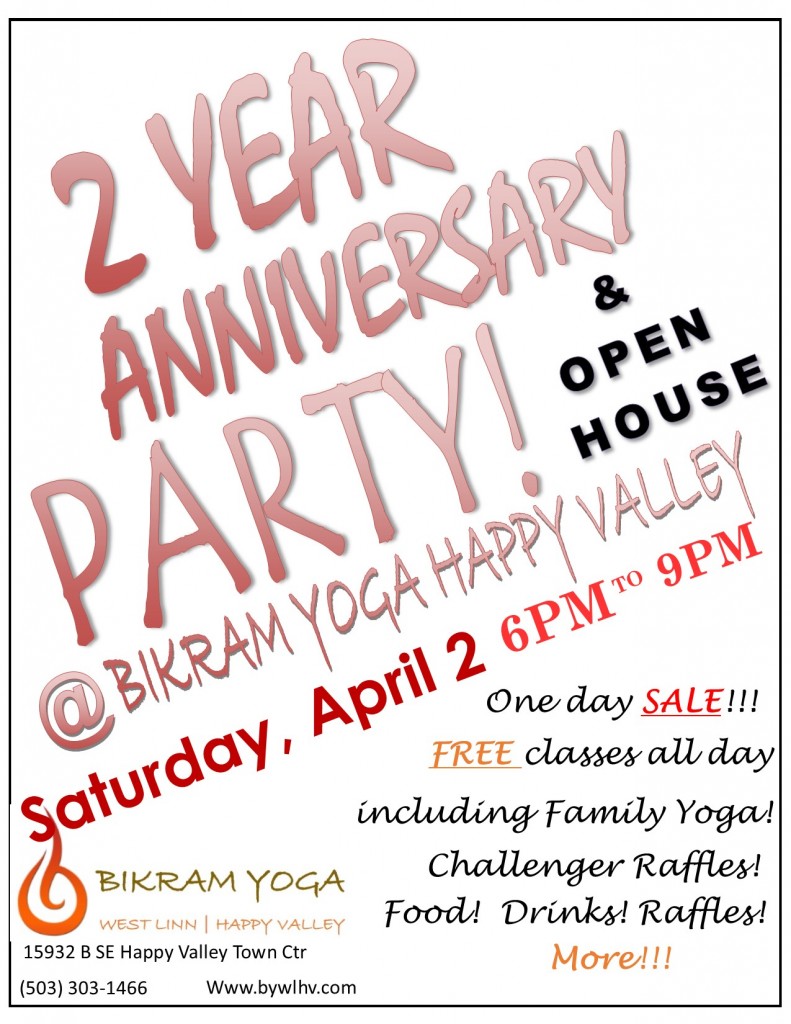 2 YEAR
ANNIVERSARY
PARTY!
&
OPEN
HOUSE
@ BIKRAM YOGA HAPPY VALLEY
Saturday, April 2 6PM TO 9PM
One day SALE!!!
FREE classes all day
including Family Yoga!
Challenger Raffles!
Food! Drinks! Raffles!
More!!!
BIKRAM YOGA
WEST LINN | HAPPY VALLEY
15932 B SE Happy Valley Town Ctr
(503) 303-1466 Www.bywlhv.com